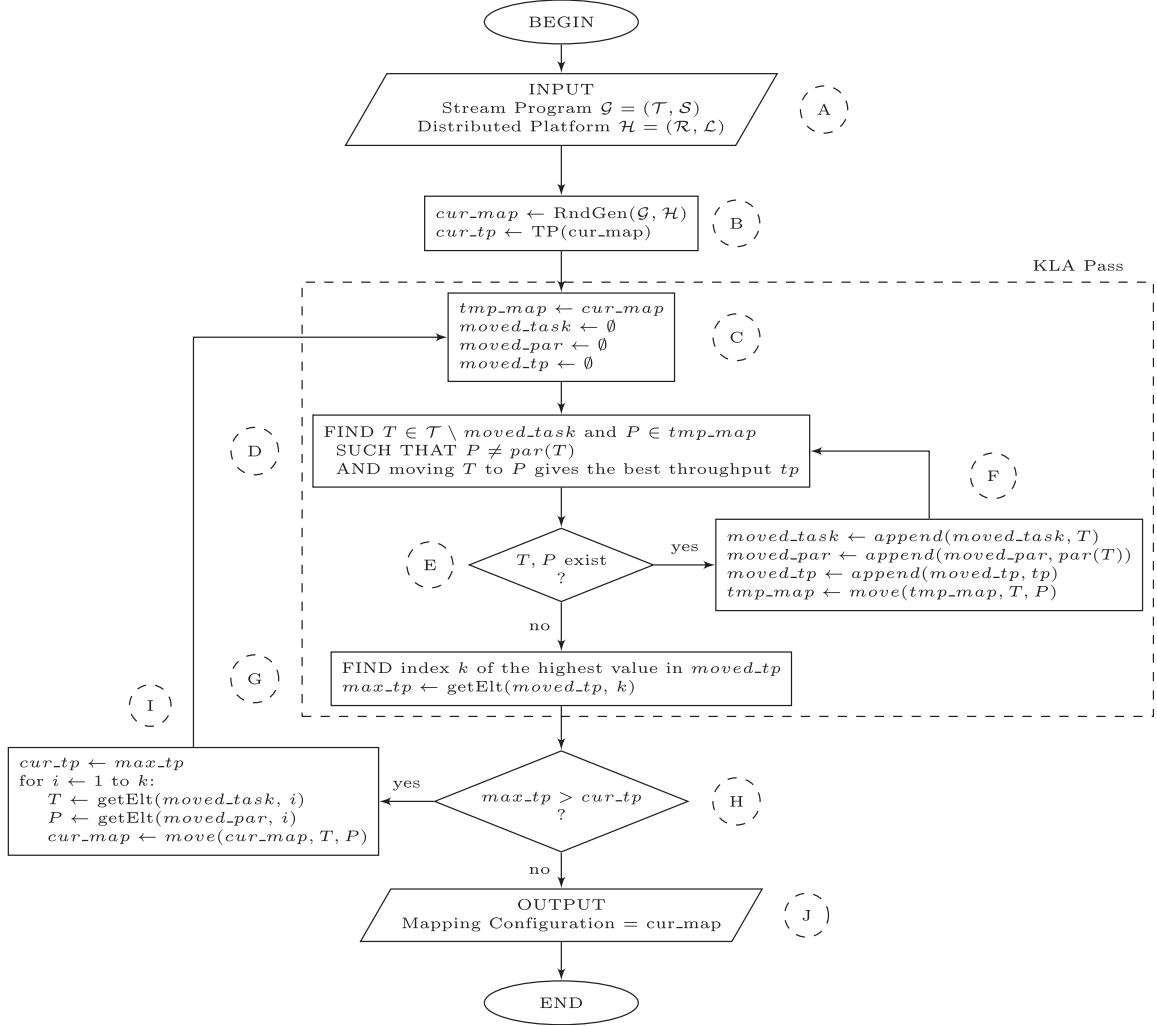 BEGIN
INPUT
Stream Program 𝒢 = (𝒯, 𝒮)
Distributed Platform ℋ = (ℛ, ℒ)
A
cur_map ← RndGen(𝒢, ℋ)
cur_tp ← TP(cur_map)
B
KLA Pass
tmp_map ← cur_map
moved_task ← ∅
moved_par ← ∅
moved_tp ← ∅
C
FIND T ∈ 𝒯 \ moved_task and P ∈ tmp_map
SUCH THAT P ≠ par(T)
AND moving T to P gives the best throughput tp
D
F
T, P exist
?
E
yes
moved_task ← append(moved_task, T)
moved_par ← append(moved_par, par(T))
moved_tp ← append(moved_tp, tp)
tmp_map ← move(tmp_map, T, P)
no
FIND index k of the highest value in moved_tp
max_tp ← getElt(moved_tp, k)
G
I
cur_tp ← max_tp
for i ← 1 to k:
T ← getElt(moved_task, i)
P ← getElt(moved_par, i)
cur_map ← move(cur_map, T, P)
yes
max_tp > cur_tp
?
H
no
OUTPUT
Mapping Configuration = cur_map
J
END